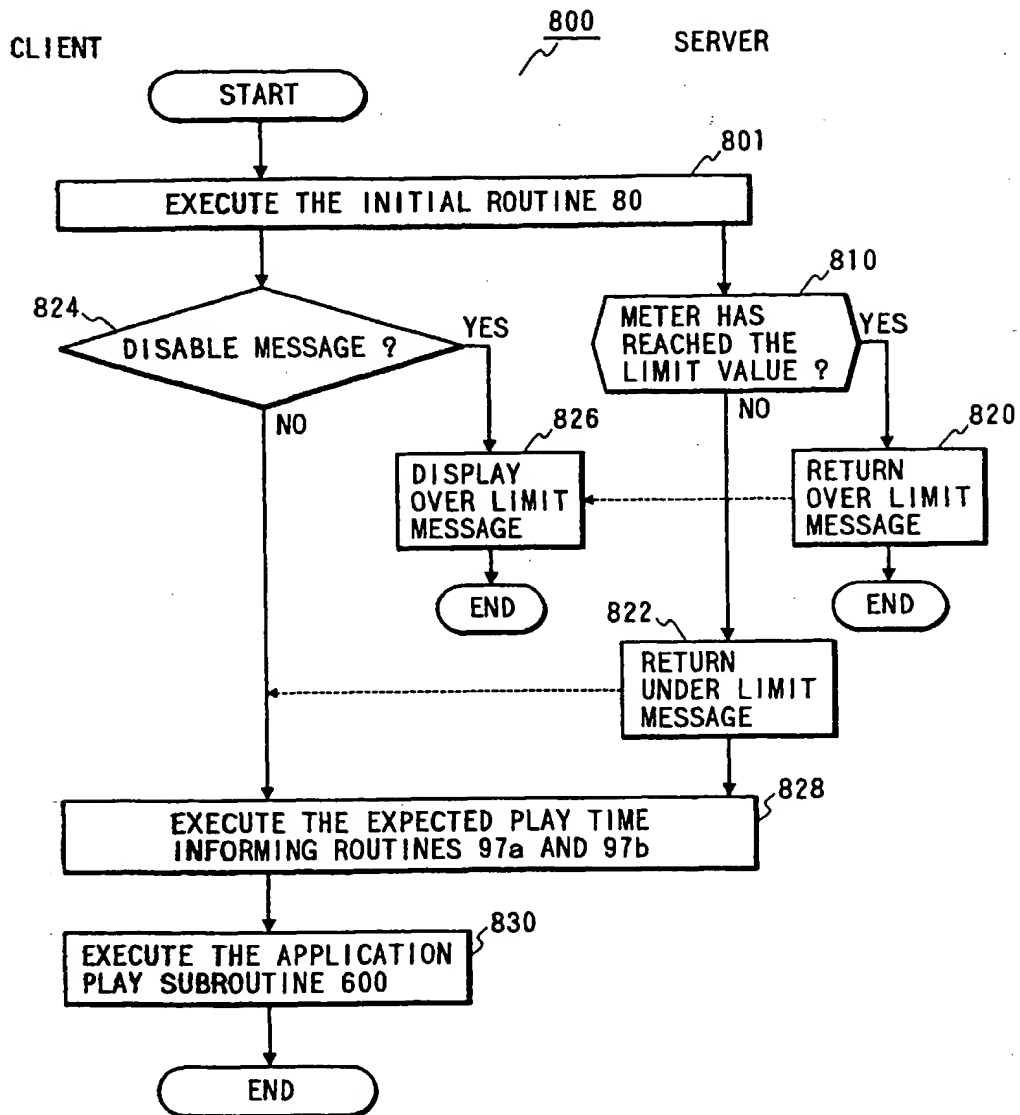 CLIENT
800
SERVER
START
801
EXECUTE THE INITIAL ROUTINE 80
824
DISABLE MESSAGE ?
YES
NO
810
METER HAS
REACHED THE
LIMIT VALUE ?
YES
NO
826
DISPLAY
OVER LIMIT
MESSAGE
820
RETURN
OVER LIMIT
MESSAGE
END
END
822
RETURN
UNDER LIMIT
MESSAGE
828
EXECUTE THE EXPECTED PLAY TIME
INFORMING ROUTINES 97a AND 97b
830
EXECUTE THE APPLICATION
PLAY SUBROUTINE 600
END